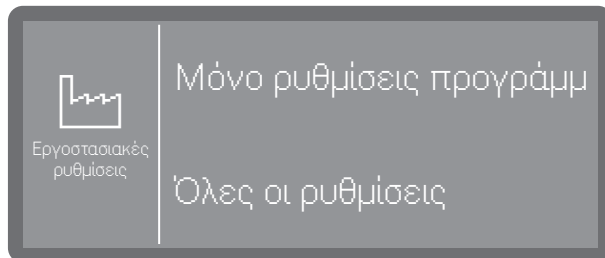 Εργοστασιακές
ρυθμίσεις
Μόνο ρυθμίσεις προγράμμ
Όλες οι ρυθμίσεις